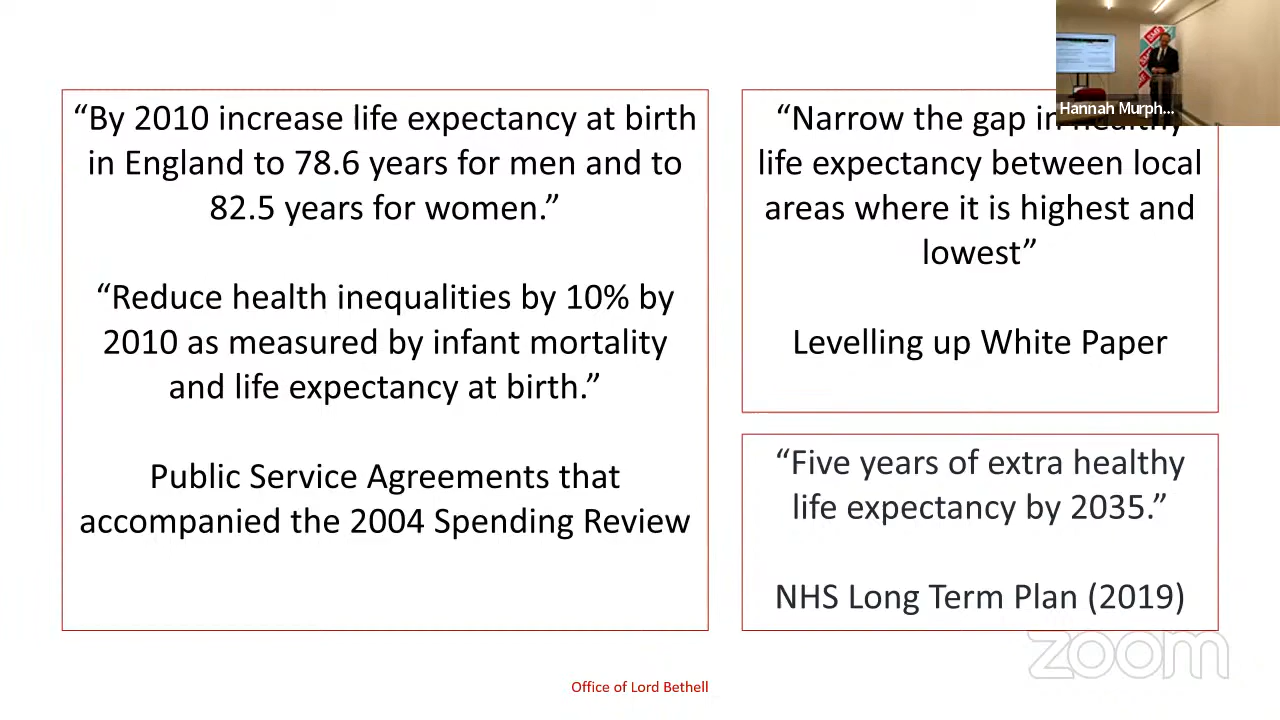 “By 2010 increase life expectancy at birth
in England to 78.6 years for men and to
82.5 years for women.”
“Reduce health inequalities by 10% by
2010 as measured by infant mortality
and life expectancy at birth.”
Public Service Agreements that
accompanied the 2004 Spending Review
“Narrow the gap in healthy
life expectancy between local
areas where it is highest and
lowest”
Levelling up White Paper
“Five years of extra healthy
life expectancy by 2035.”
NHS Long Term Plan (2019)
Office of Lord Bethell
Hannah Murph...
SMF
zoom